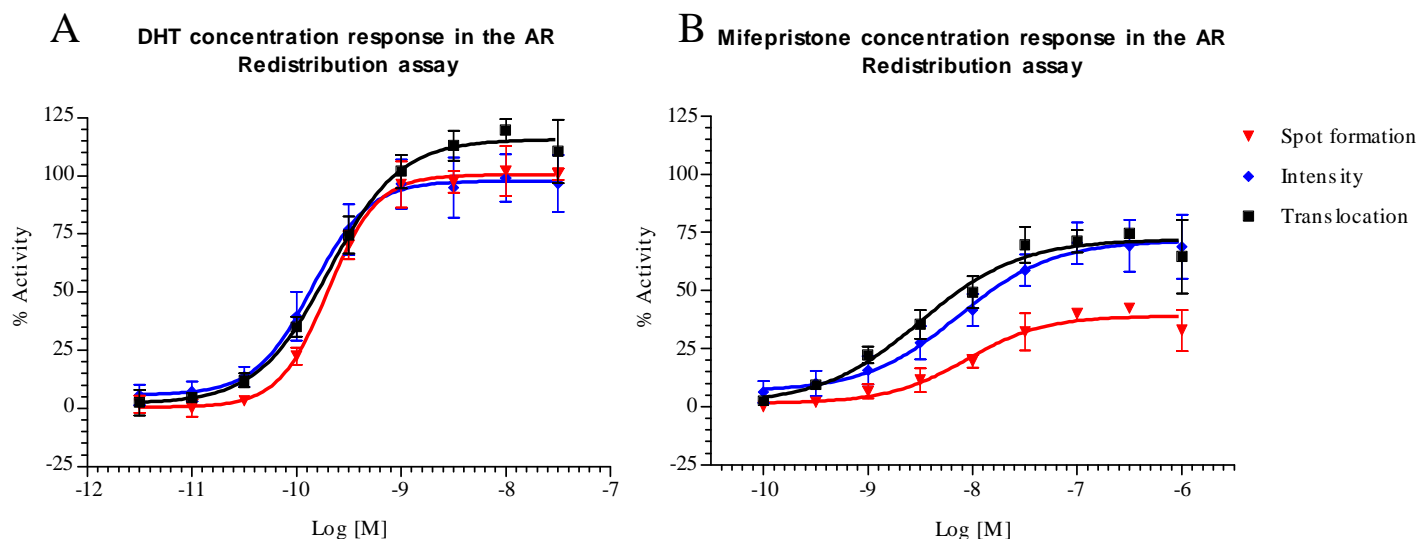 A
DHT concentration response in the AR
Redistribution assay
125
100
75
50
25
0
-25
% Activity
-12
-11
-10
-9
-8
-7
Log [M]
B
Mifepristone concentration response in the AR
Redistribution assay
125
100
75
50
25
0
-25
% Activity
-10
-9
-8
-7
-6
Log [M]
Spot formation
Intensity
Translocation